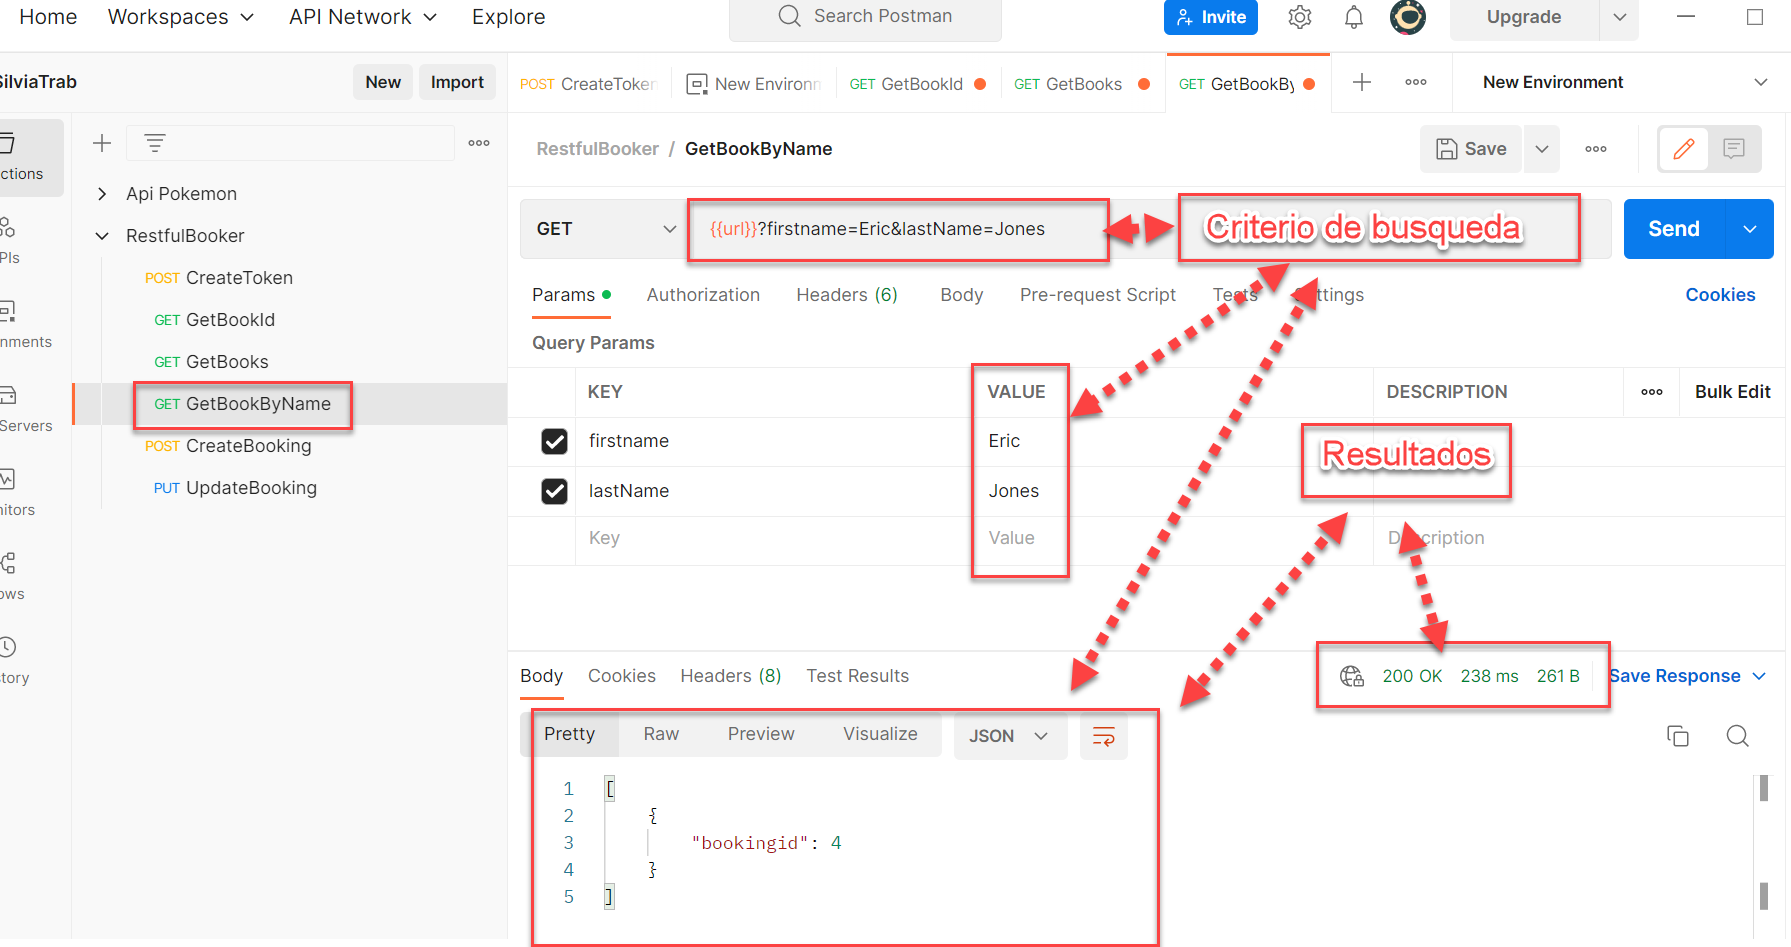 Home Workspaces API Network Explore Search Postman Invite Upgrade
SilviaTrab New Import POST CreateToken New Environn GET GetBookId GET GetBooks GET GetBookBy New Environment
RestfulBooker / GetBookByName Save
ctions
Api Pokemon
RestfulBooker
GET {{url}}?firstname=Eric&lastName=Jones Criterio de busqueda Send
PIs
POST CreateToken
Params Authorization Headers (6) Body Pre-request Script Tests Settings Cookies
GET GetBookId
nments
Query Params
GET GetBooks
KEY VALUE DESCRIPTION Bulk Edit
GET GetBookByName
Servers
firstname Eric
POST CreateBooking
Resultados
lastName Jones
PUT UpdateBooking
nitors
Key Value Description
ows
Body Cookies Headers (8) Test Results 200 OK 238 ms 261 B Save Response
story
Pretty Raw Preview Visualize JSON
1 [
2 {
3 "bookingid": 4
4 }
5 ]